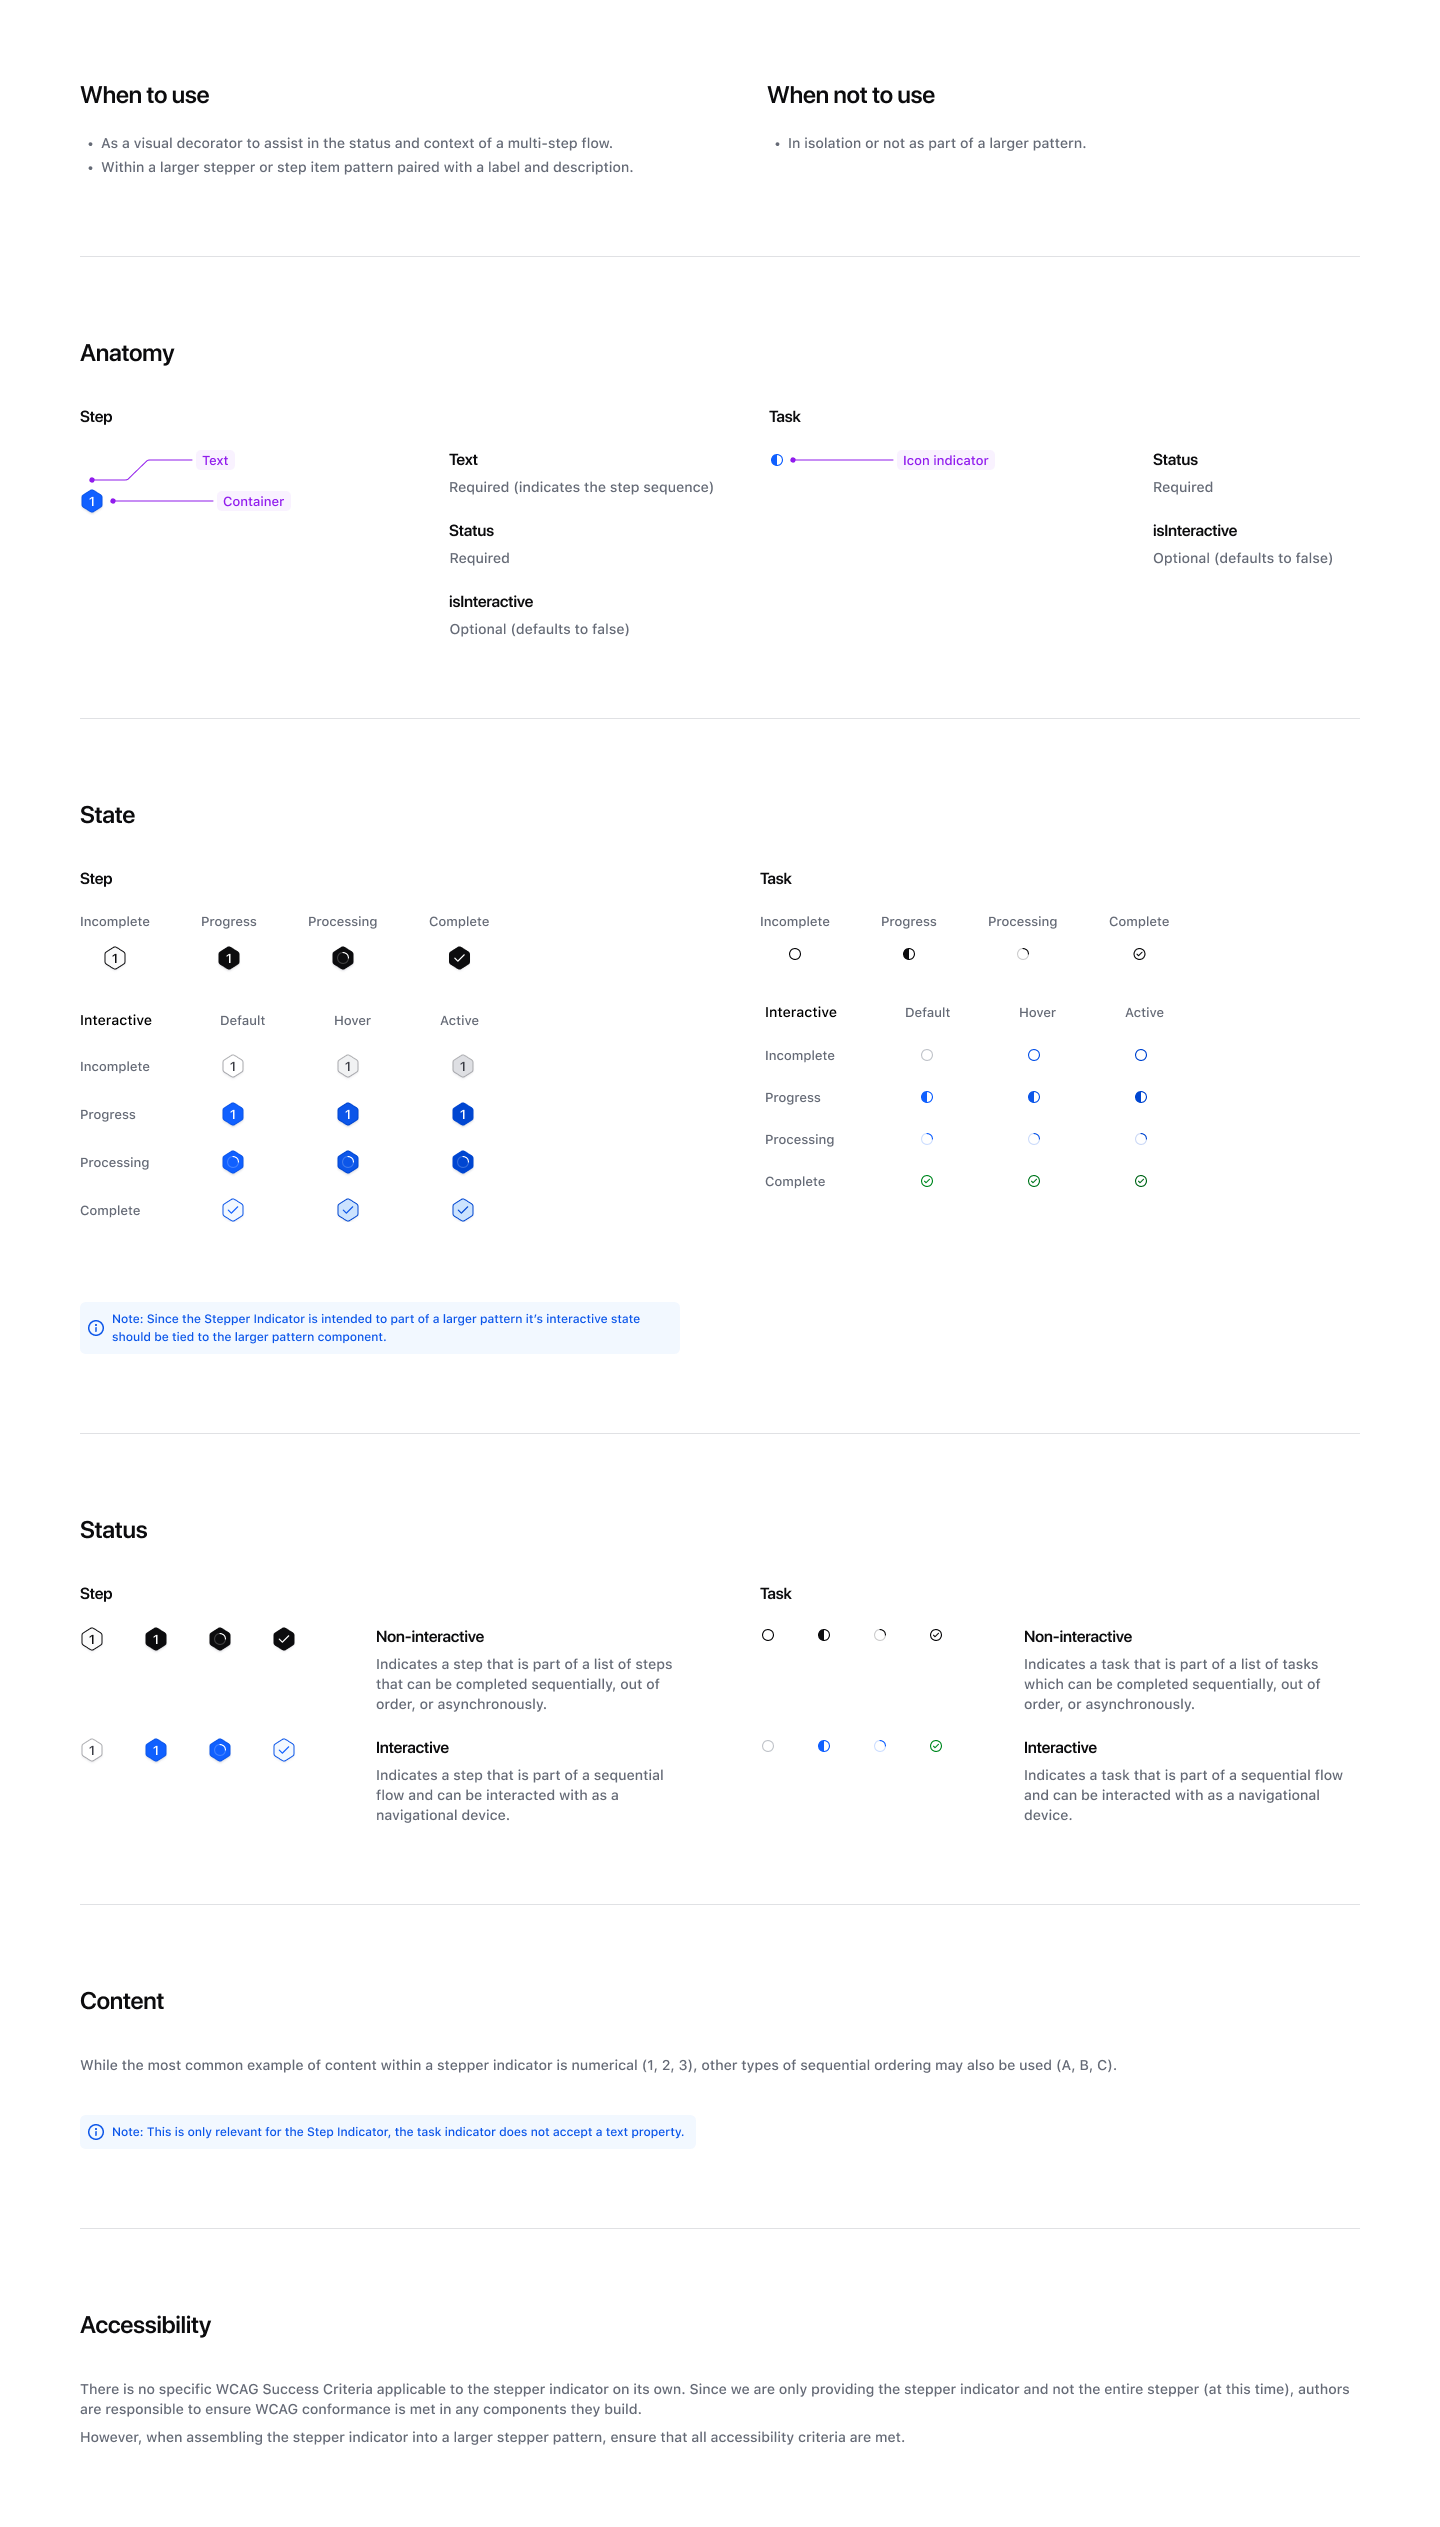 When to use
• As a visual decorator to assist in the status and context of a multi-step flow.
• Within a larger stepper or step item pattern paired with a label and description.
When not to use
• In isolation or not as part of a larger pattern.
Anatomy
Step
Text
1
Container
Text
Required (indicates the step sequence)
Status
Required
isInteractive
Optional (defaults to false)
Task
Icon indicator
Status
Required
isInteractive
Optional (defaults to false)
State
Step
Incomplete Progress Processing Complete
1 1
Interactive Default Hover Active
Incomplete 1 1 1
Progress 1 1 1
Processing
Complete
Task
Incomplete Progress Processing Complete
Interactive Default Hover Active
Incomplete
Progress
Processing
Complete
Note: Since the Stepper Indicator is intended to part of a larger pattern it's interactive state
should be tied to the larger pattern component.
Status
Step
1 1
Non-interactive
Indicates a step that is part of a list of steps
that can be completed sequentially, out of
order, or asynchronously.
1 1
Interactive
Indicates a step that is part of a sequential
flow and can be interacted with as a
navigational device.
Task
Non-interactive
Indicates a task that is part of a list of tasks
which can be completed sequentially, out of
order, or asynchronously.
Interactive
Indicates a task that is part of a sequential flow
and can be interacted with as a navigational
device.
Content
While the most common example of content within a stepper indicator is numerical (1, 2, 3), other types of sequential ordering may also be used (A, B, C).
Note: This is only relevant for the Step Indicator, the task indicator does not accept a text property.
Accessibility
There is no specific WCAG Success Criteria applicable to the stepper indicator on its own. Since we are only providing the stepper indicator and not the entire stepper (at this time), authors
are responsible to ensure WCAG conformance is met in any components they build.
However, when assembling the stepper indicator into a larger stepper pattern, ensure that all accessibility criteria are met.